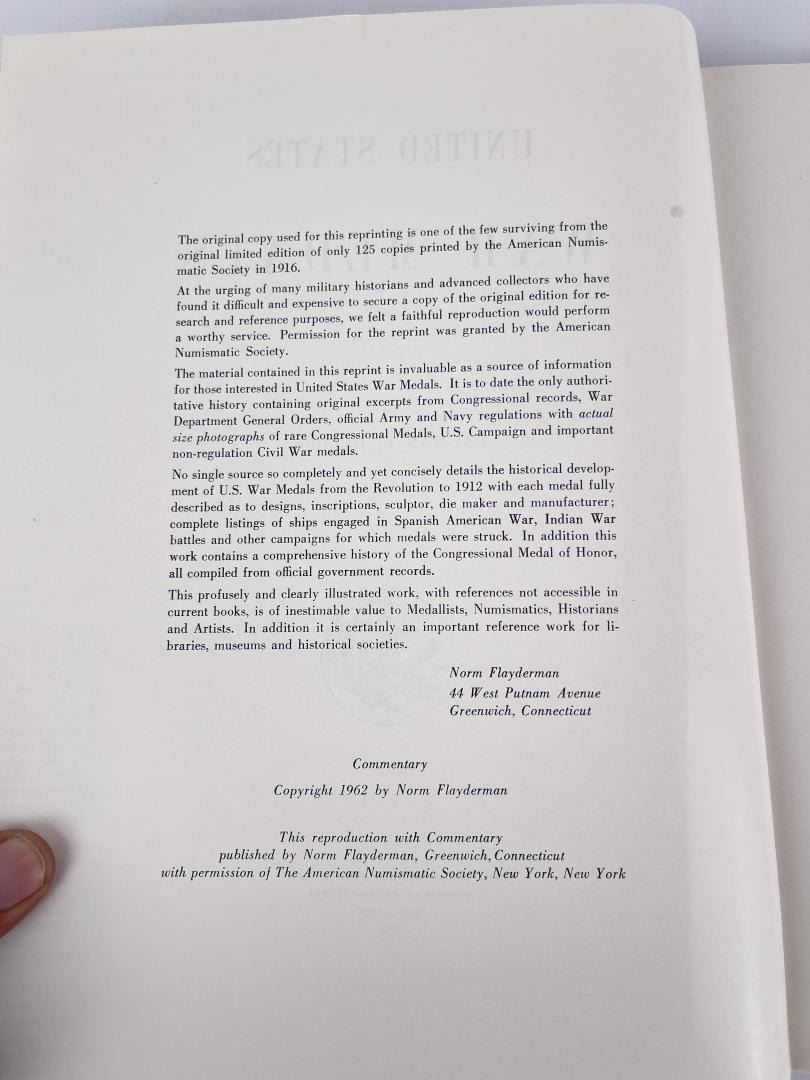 UNITED STATES
The original copy used for this reprinting is one of the few surviving from the
original limited edition of only 125 copies printed by the American Numis-
matic Society in 1916.
At the urging of many military historians and advanced collectors who have
found it difficult and expensive to secure a copy of the original edition for re-
search and reference purposes, we felt a faithful reproduction would perform
a worthy service. Permission for the reprint was granted by the American
Numismatic Society.
The material contained in this reprint is invaluable as a source of information
for those interested in United States War Medals. It is to date the only authori-
tative history containing original excerpts from Congressional records, War
Department General Orders, official Army and Navy regulations with actual
size photographs of rare Congressional Medals, U.S. Campaign and important
non-regulation Civil War medals.
No single source so completely and yet concisely details the historical develop-
ment of U.S. War Medals from the Revolution to 1912 with each medal fully
described as to designs, inscriptions, sculptor, die maker and manufacturer;
complete listings of ships engaged in Spanish American War, Indian War
battles and other campaigns for which medals were struck. In addition this
work contains a comprehensive history of the Congressional Medal of Honor,
all compiled from official government records.
This profusely and clearly illustrated work, with references not accessible in
current books, is of inestimable value to Medallists, Numismatics, Historians
and Artists. In addition it is certainly an important reference work for li-
braries, museums and historical societies.
Norm Flayderman
44 West Putnam Avenue
Greenwich, Connecticut
Commentary
Copyright 1962 by Norm Flayderman
This reproduction with Commentary
published by Norm Flayderman, Greenwich, Connecticut
with permission of The American Numismatic Society, New York, New York